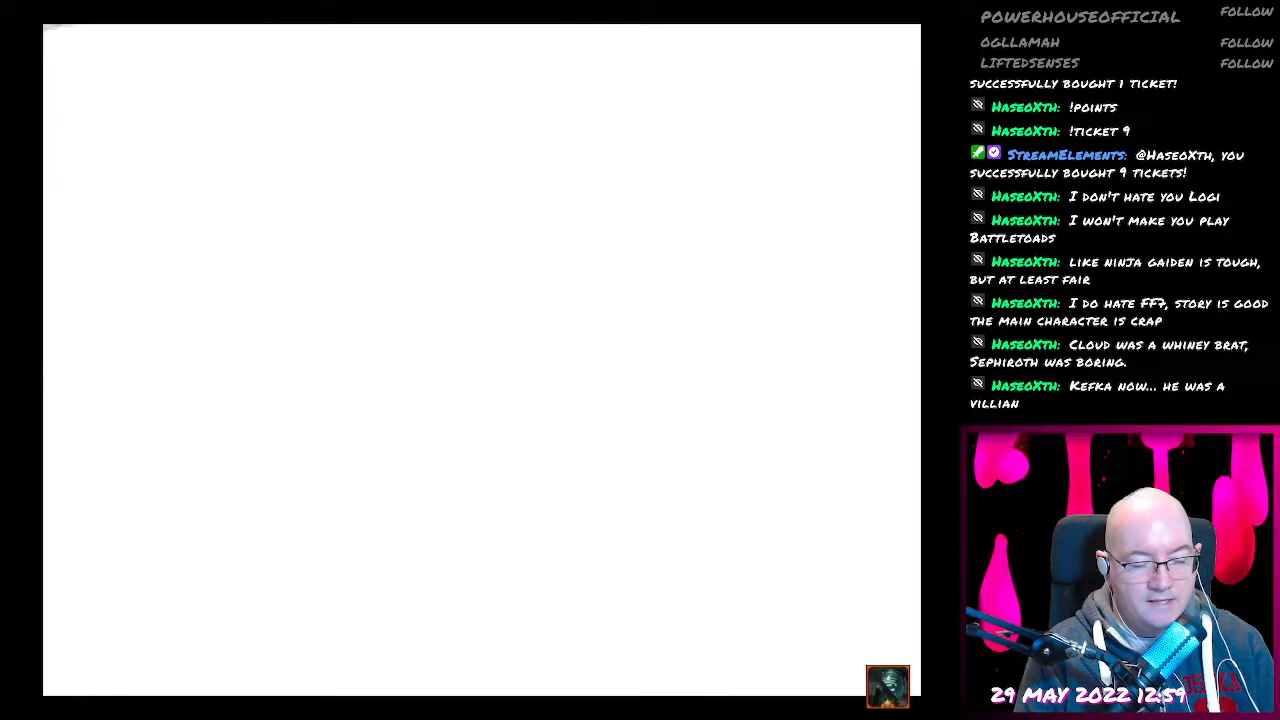 POWERHOUSEOFFICIAL FOLLOW
OGLLAMAH FOLLOW
LIFTEDSENSES FOLLOW
SUCCESSFULLY BOUGHT 1 TICKET!
HASEOXTH: !POINTS
HASEOXTH: !TICKET 9
STREAMELEMENTS: @HASEOXTH, YOU
SUCCESSFULLY BOUGHT 9 TICKETS!
HASEOXTH: I DON'T HATE YOU LOGI
HASEOXTH: I WON'T MAKE YOU PLAY
BATTLETOADS
HASEOXTH: LIKE NINJA GAIDEN IS TOUGH,
BUT AT LEAST FAIR
HASEOXTH: I DO HATE FF7, STORY IS GOOD
THE MAIN CHARACTER IS CRAP
HASEOXTH: CLOUD WAS A WHINEY BRAT,
SEPHIROTH WAS BORING.
HASEOXTH: KEFKA NOW... HE WAS A
VILLIAN
29 MAY 2022 12:59